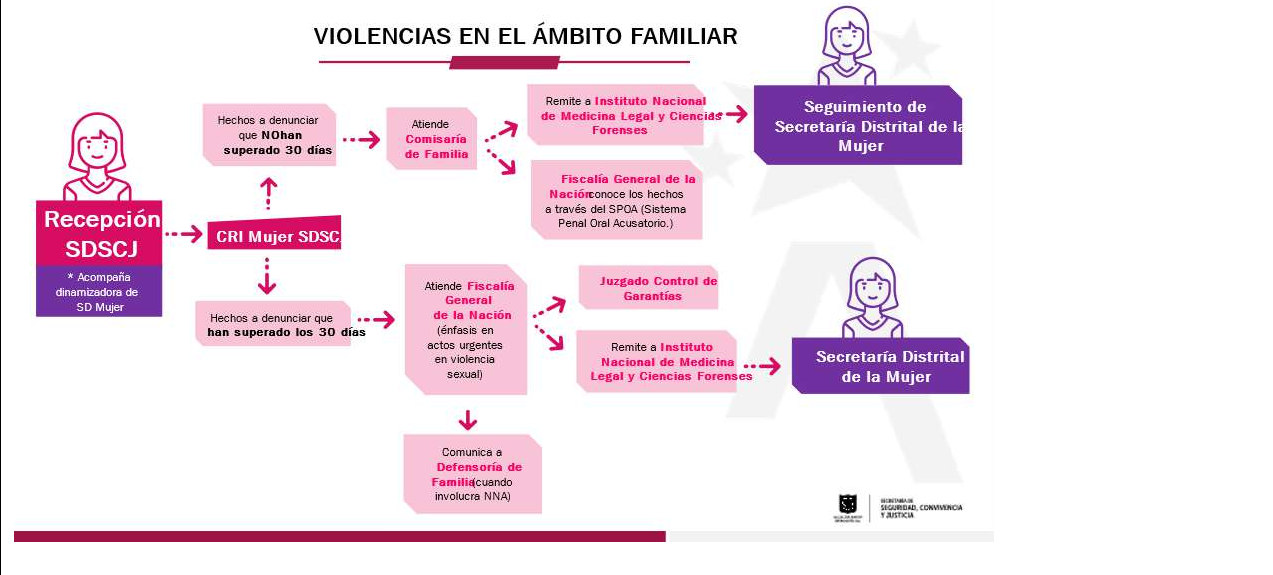 VIOLENCIAS EN EL ÁMBITO FAMILIAR
Recepción
SDSCJ
* Acompaña
dinamizadora de
SD Mujer
CRI Mujer SDSC
Hechos a denunciar
que NOhan
superado 30 días
Atiende
Comisaría
de Familia
Remite a Instituto Nacional
de Medicina Legal y Ciencias
Forenses
Seguimiento de
Secretaría Distrital de la
Mujer
Fiscalía General de la
Nación conoce los hechos
a través del SPOA (Sistema
Penal Oral Acusatorio.)
Hechos a denunciar que
han superado los 30 días
Atiende Fiscalía
General
de la Nación
(énfasis en
actos urgentes
en violencia
sexual)
Juzgado Control de
Garantías
Remite a Instituto
Nacional de Medicina
Legal y Ciencias Forenses
Secretaría Distrital
de la Mujer
Comunica a
Defensoría de
Familia (cuando
involucra NNA)
SECRETARÍA DE
SEGURIDAD, CONVIVENCIA
Y JUSTICIA